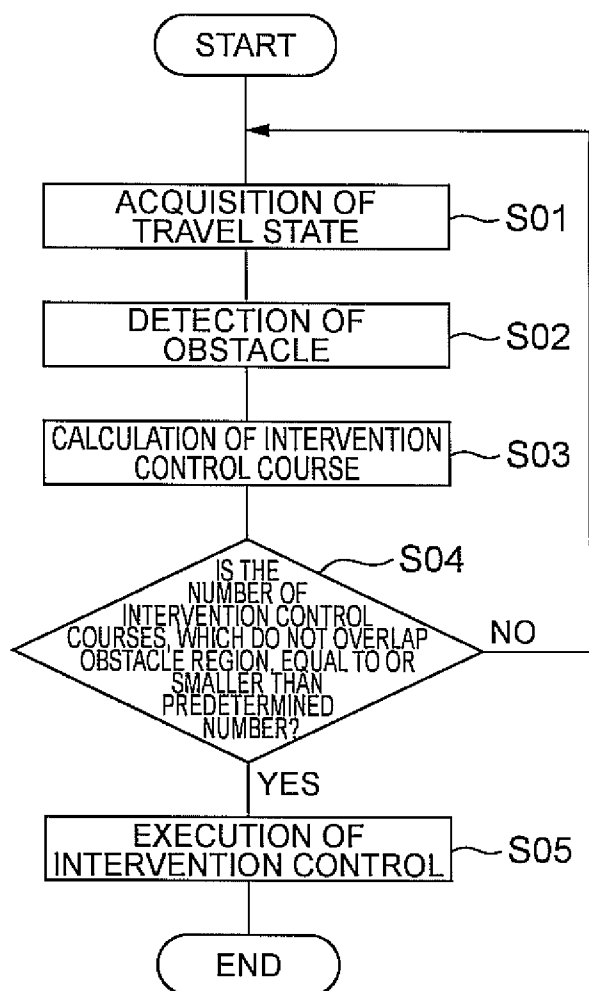 START
ACQUISITION OF
TRAVEL STATE
S01
DETECTION OF
OBSTACLE
S02
CALCULATION OF INTERVENTION
CONTROL COURSE
S03
S04
IS THE
NUMBER OF
INTERVENTION CONTROL
COURSES, WHICH DO NOT OVERLAP
OBSTACLE REGION, EQUAL TO OR
SMALLER THAN
PREDETERMINED
NUMBER?
NO
YES
EXECUTION OF
INTERVENTION CONTROL
S05
END